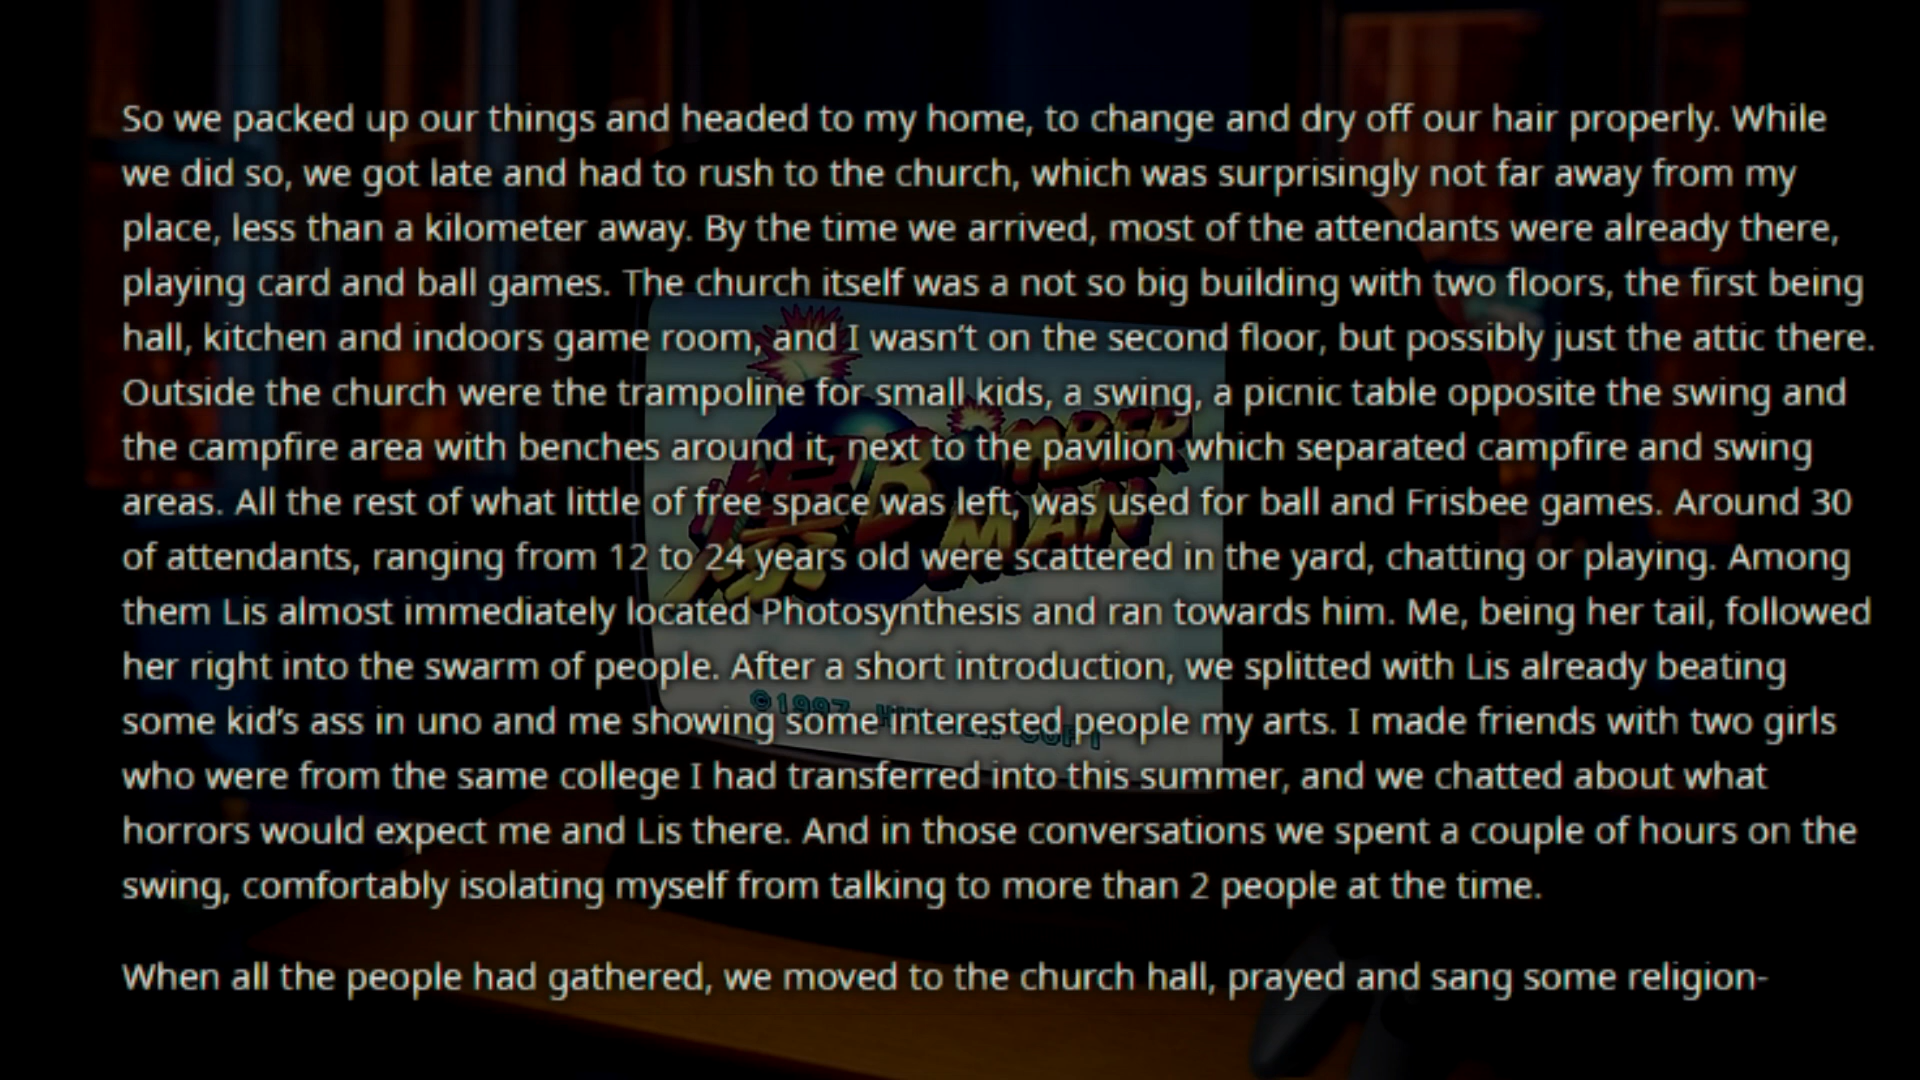 So we packed up our things and headed to my home, to change and dry off our hair properly. While
we did so, we got late and had to rush to the church, which was surprisingly not far away from my
place, less than a kilometer away. By the time we arrived, most of the attendants were already there,
playing card and ball games. The church itself was a not so big building with two floors, the first being
hall, kitchen and indoors game room, and I wasn’t on the second floor, but possibly just the attic there.
Outside the church were the trampoline for small kids, a swing, a picnic table opposite the swing and
the campfire area with benches around it, next to the pavilion which separated campfire and swing
areas. All the rest of what little of free space was left, was used for ball and Frisbee games. Around 30
of attendants, ranging from 12 to 24 years old were scattered in the yard, chatting or playing. Among
them Lis almost immediately located Photosynthesis and ran towards him. Me, being her tail, followed
her right into the swarm of people. After a short introduction, we splitted with Lis already beating
some kid’s ass in uno and me showing some interested people my arts. I made friends with two girls
who were from the same college I had transferred into this summer, and we chatted about what
horrors would expect me and Lis there. And in those conversations we spent a couple of hours on the
swing, comfortably isolating myself from talking to more than 2 people at the time.
When all the people had gathered, we moved to the church hall, prayed and sang some religion-
爆BOMBER
MAN
©1997 HUDSON SOFT